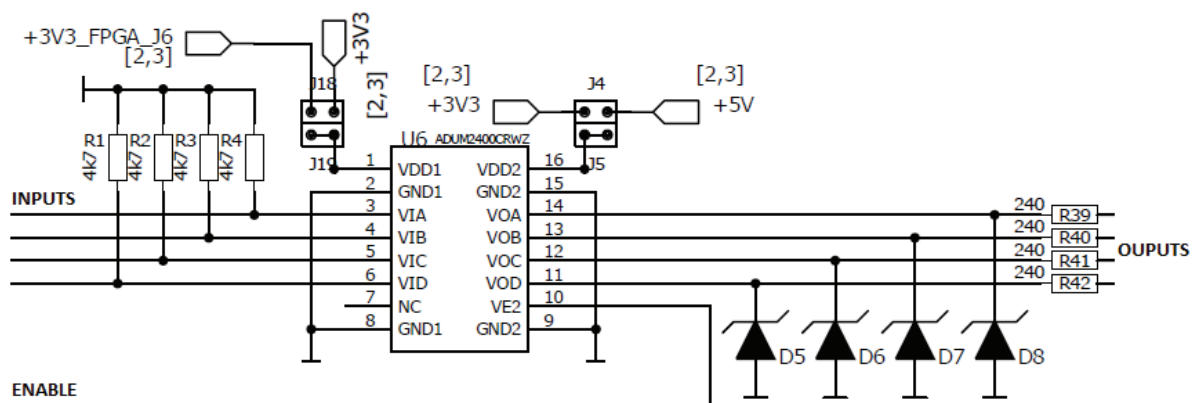 +3V3_FPGA_J6
[2,3]
+3V3
[2,3]
J18
J19
[2,3]
+3V3
J4
J5
[2,3]
+5V
R1 R2 R3 R4
4k7 4k7 4k7 4k7
U6 ADUM2400CRWZ
1 VDD1 VDD2 16
2 GND1 GND2 15
INPUTS
3 VIA VOA 14
4 VIB VOB 13
5 VIC VOC 12
6 VID VOD 11
7 NC VE2 10
8 GND1 GND2 9
240 R39
240 R40
240 R41
240 R42
OUPUTS
D5 D6 D7 D8
ENABLE